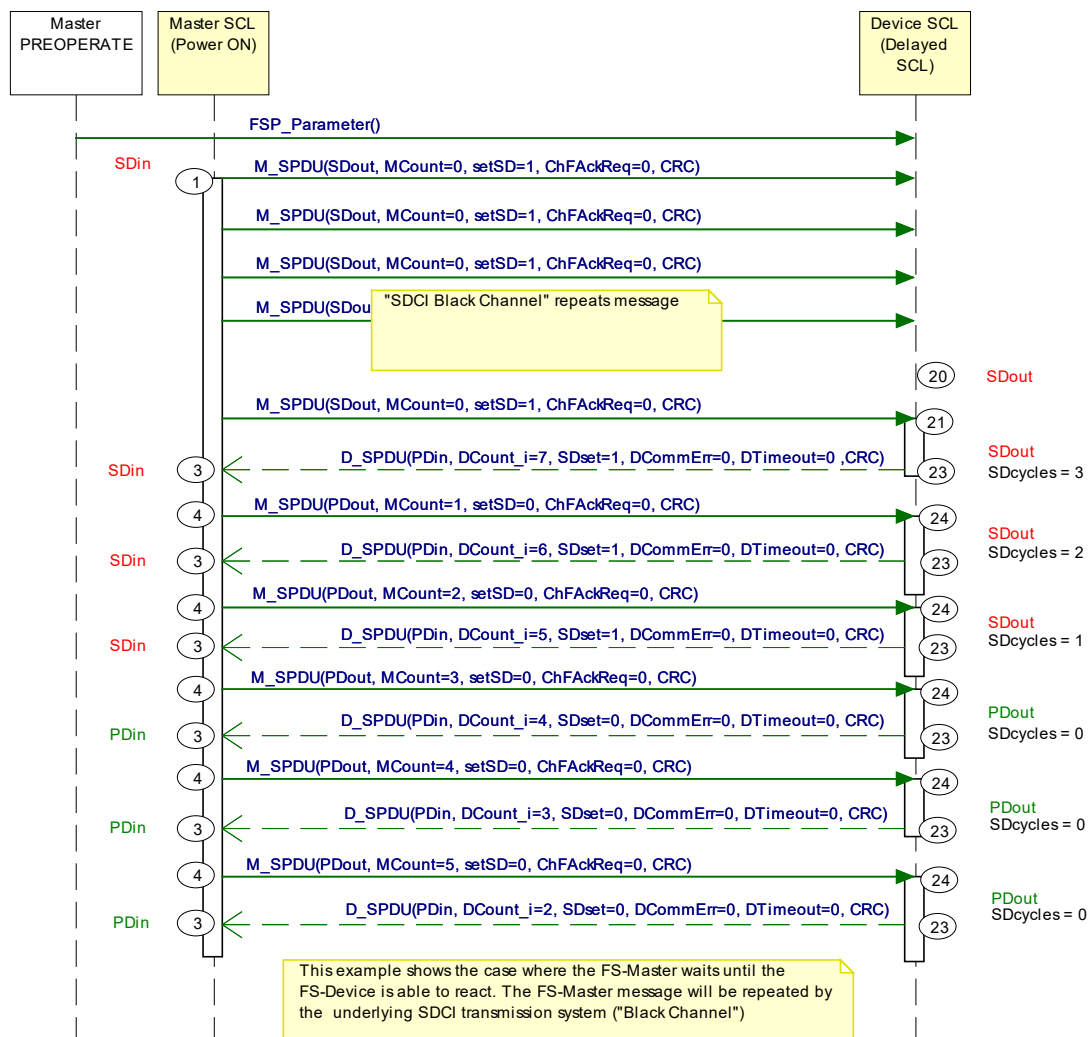 Master
PREOPERATE
Master SCL
(Power ON)
Device SCL
(Delayed
SCL)
FSP_Parameter()
SDin
1
M_SPDU(SDout, MCount=0, setSD=1, ChFAckReq=0, CRC)
M_SPDU(SDout, MCount=0, setSD=1, ChFAckReq=0, CRC)
M_SPDU(SDout, MCount=0, setSD=1, ChFAckReq=0, CRC)
M_SPDU(SDou
"SDCI Black Channel" repeats message
20
SDout
M_SPDU(SDout, MCount=0, setSD=1, ChFAckReq=0, CRC)
21
SDin
3
D_SPDU(PDin, DCount_i=7, SDset=1, DCommErr=0, DTimeout=0 ,CRC)
23
SDout
SDcycles = 3
4
M_SPDU(PDout, MCount=1, setSD=0, ChFAckReq=0, CRC)
24
SDin
3
D_SPDU(PDin, DCount_i=6, SDset=1, DCommErr=0, DTimeout=0, CRC)
23
SDout
SDcycles = 2
4
M_SPDU(PDout, MCount=2, setSD=0, ChFAckReq=0, CRC)
24
SDin
3
D_SPDU(PDin, DCount_i=5, SDset=1, DCommErr=0, DTimeout=0, CRC)
23
SDout
SDcycles = 1
4
M_SPDU(PDout, MCount=3, setSD=0, ChFAckReq=0, CRC)
24
PDin
3
D_SPDU(PDin, DCount_i=4, SDset=0, DCommErr=0, DTimeout=0, CRC)
23
PDout
SDcycles = 0
4
M_SPDU(PDout, MCount=4, setSD=0, ChFAckReq=0, CRC)
24
PDin
3
D_SPDU(PDin, DCount_i=3, SDset=0, DCommErr=0, DTimeout=0, CRC)
23
PDout
SDcycles = 0
4
M_SPDU(PDout, MCount=5, setSD=0, ChFAckReq=0, CRC)
24
PDin
3
D_SPDU(PDin, DCount_i=2, SDset=0, DCommErr=0, DTimeout=0, CRC)
23
PDout
SDcycles = 0
This example shows the case where the FS-Master waits until the
FS-Device is able to react. The FS-Master message will be repeated by
the underlying SDCI transmission system ("Black Channel")